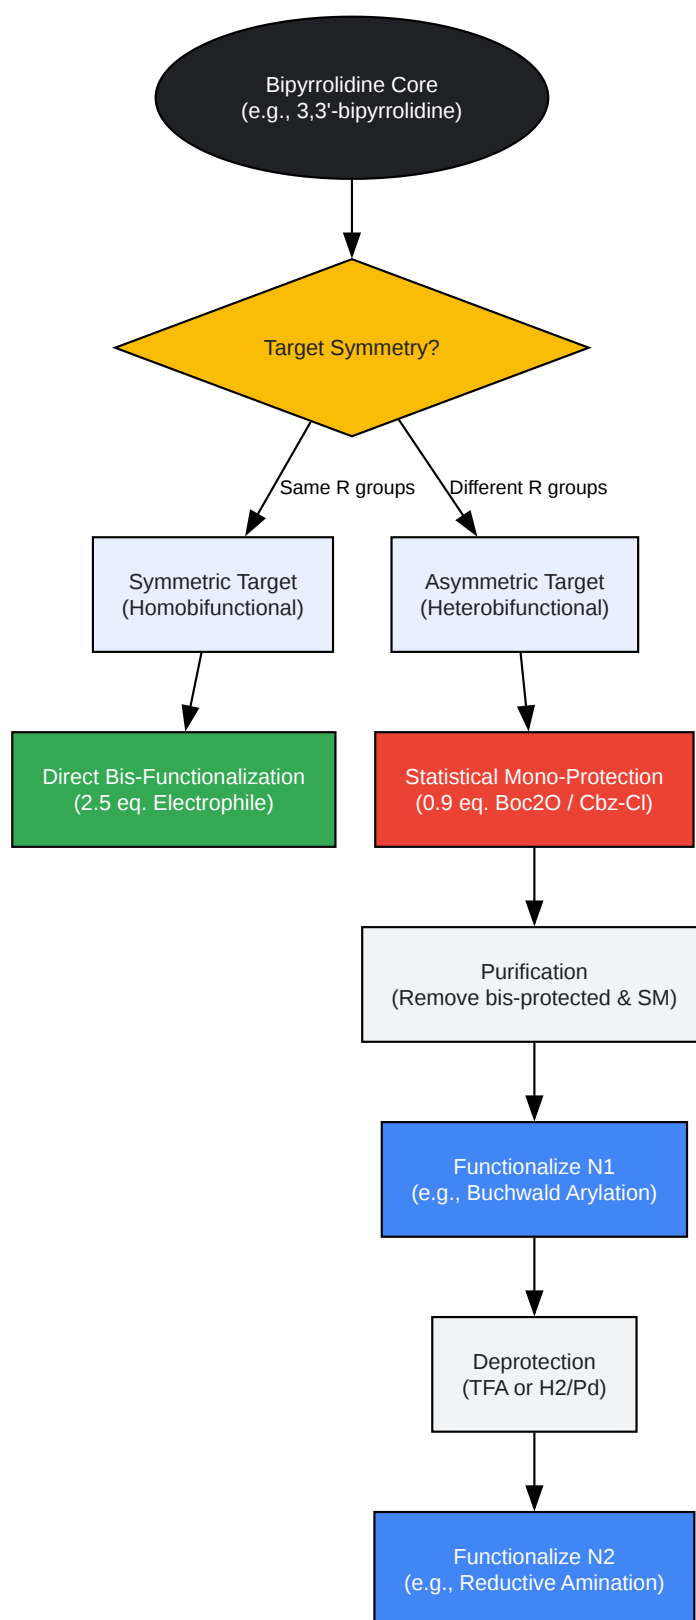 Bipyrrolidine Core
(e.g., 3,3'-bipyrrolidine)
Target Symmetry?
Same R groups
Different R groups
Symmetric Target
(Homobifunctional)
Asymmetric Target
(Heterobifunctional)
Direct Bis-Functionalization
(2.5 eq. Electrophile)
Statistical Mono-Protection
(0.9 eq. Boc2O / Cbz-Cl)
Purification
(Remove bis-protected & SM)
Functionalize N1
(e.g., Buchwald Arylation)
Deprotection
(TFA or H2/Pd)
Functionalize N2
(e.g., Reductive Amination)